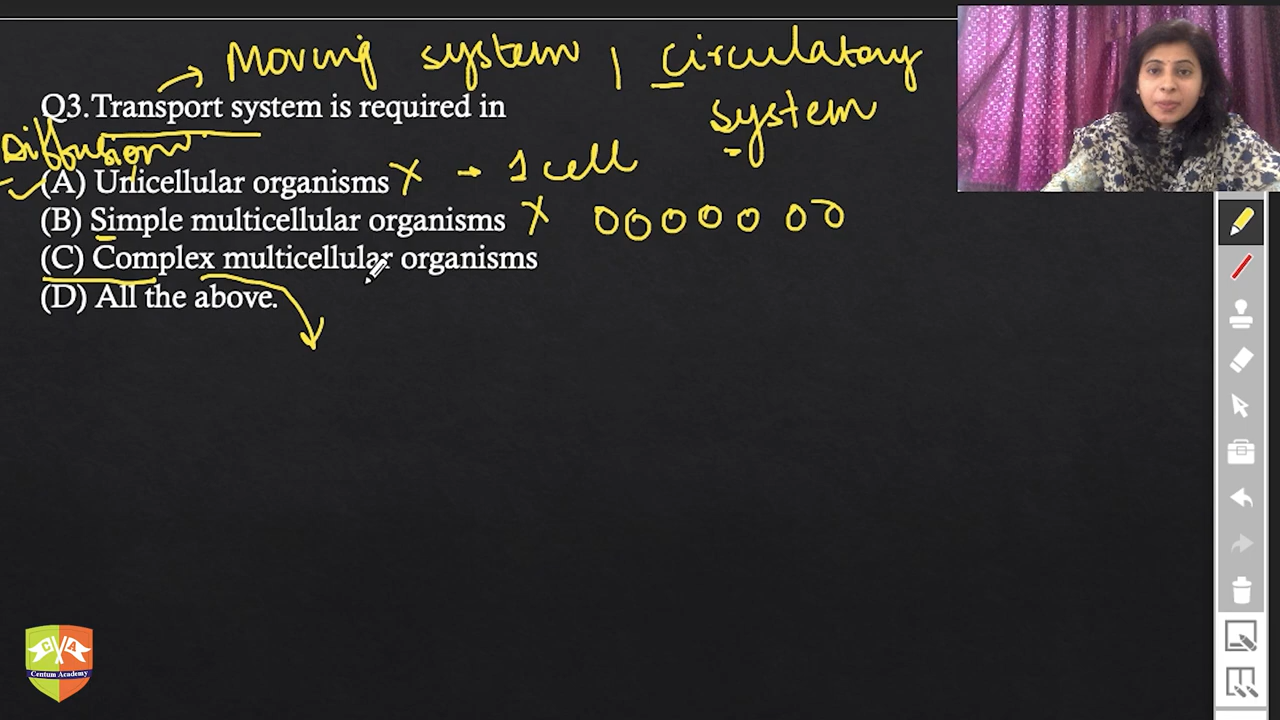 Moving system | circulatory
system
Q3.Transport system is required in
Diffusion
(A) Unicellular organisms X → 1 cell
(B) Simple multicellular organisms X
(C) Complex multicellular organisms
(D) All the above.
C A
Centum Academy